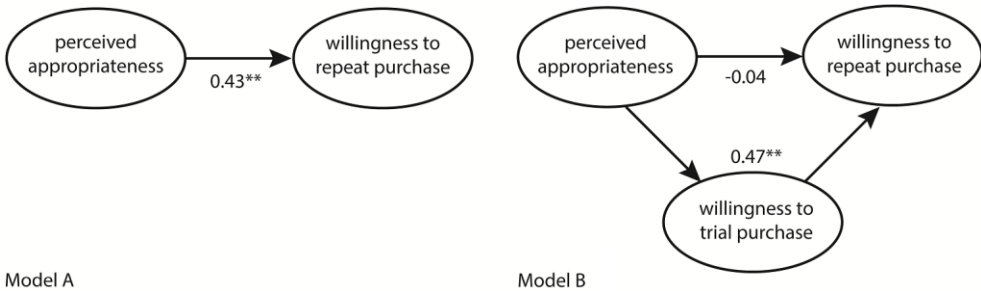 perceived
appropriateness
0.43**
willingness to
repeat purchase
Model A
perceived
appropriateness
-0.04
willingness to
repeat purchase
0.47**
willingness to
trial purchase
Model B